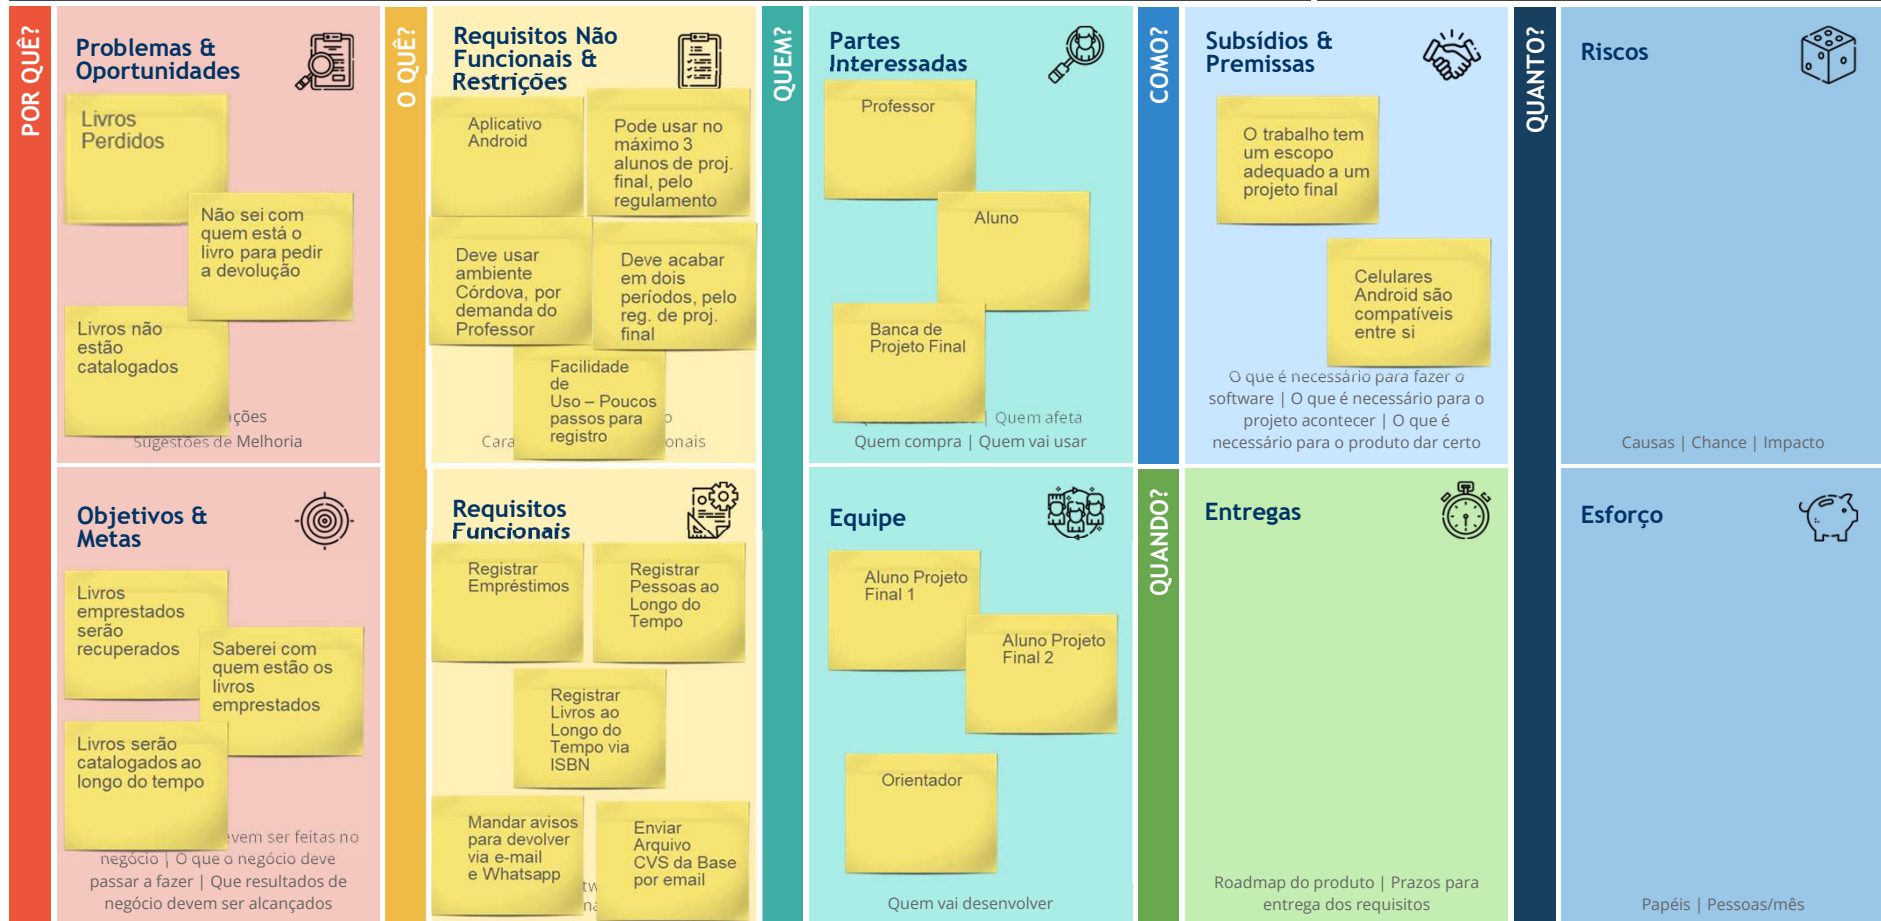 POR QUÊ?
Problemas &
Oportunidades
Livros
Perdidos
Não sei com
quem está o
livro para pedir
a devolução
Livros não
estão
catalogados
Sugestões de Melhoria
Objetivos &
Metas
Livros
emprestados
serão
recuperados
Saberei com
quem estão os
livros
emprestados
Livros serão
catalogados ao
longo do tempo
ser feitas no
negócio | O que o negócio deve
passar a fazer | Que resultados de
negócio devem ser alcançados
O QUÊ?
Requisitos Não
Funcionais &
Restrições
Aplicativo
Android
Pode usar no
máximo 3
alunos de proj.
final, pelo
regulamento
Deve usar
ambiente
Córdova, por
demanda do
Professor
Deve acabar
em dois
períodos, pelo
reg. de proj.
final
Facilidade
de
Uso – Poucos
passos para
registro
Requisitos
Funcionais
Registrar
Empréstimos
Registrar
Pessoas ao
Longo do
Tempo
Registrar
Livros ao
Longo do
Tempo via
ISBN
Mandar avisos
para devolver
via e-mail
e Whatsapp
Enviar
Arquivo
CVS da Base
por email
QUEM?
Partes
Interessadas
Professor
Aluno
Banca de
Projeto Final
| Quem afeta
Quem compra | Quem vai usar
Equipe
Aluno Projeto
Final 1
Aluno Projeto
Final 2
Orientador
Quem vai desenvolver
COMO?
Subsídios &
Premissas
O trabalho tem
um escopo
adequado a um
projeto final
Celulares
Android são
compatíveis
entre si
O que é necessário para fazer o
software | O que é necessário para o
projeto acontecer | O que é
necessário para o produto dar certo
QUANDO?
Entregas
Roadmap do produto | Prazos para
entrega dos requisitos
QUANTO?
Riscos
Causas | Chance | Impacto
Esforço
Papéis | Pessoas/mês